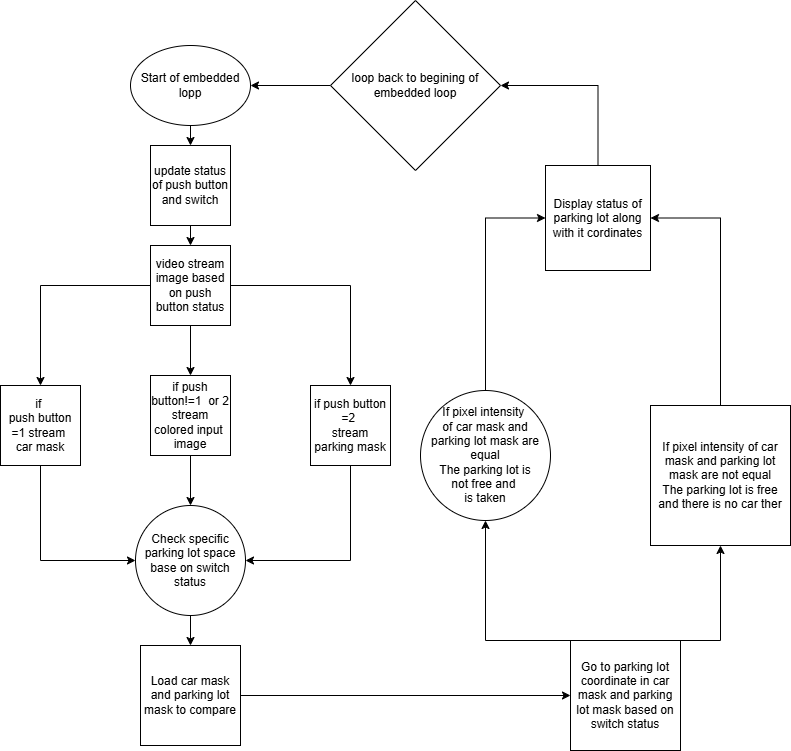 Start of embedded
lopp
loop back to begining of
embedded loop
update status
of push button
and switch
Display status of
parking lot along
with it cordinates
video stream
image based
on push
button status
if
push button
=1 stream
car mask
if push
button!=1  or 2
stream
colored input
image
if push button
=2
stream
parking mask
If pixel intensity
of car mask and
parking lot mask are
equal
The parking lot is
not free and
is taken
If pixel intensity of car
mask and parking lot
mask are not equal
The parking lot is free
and there is no car ther
Check specific
parking lot space
base on switch
status
Load car mask
and parking lot
mask to compare
Go to parking lot
coordinate in car
mask and parking
lot mask based on
switch status